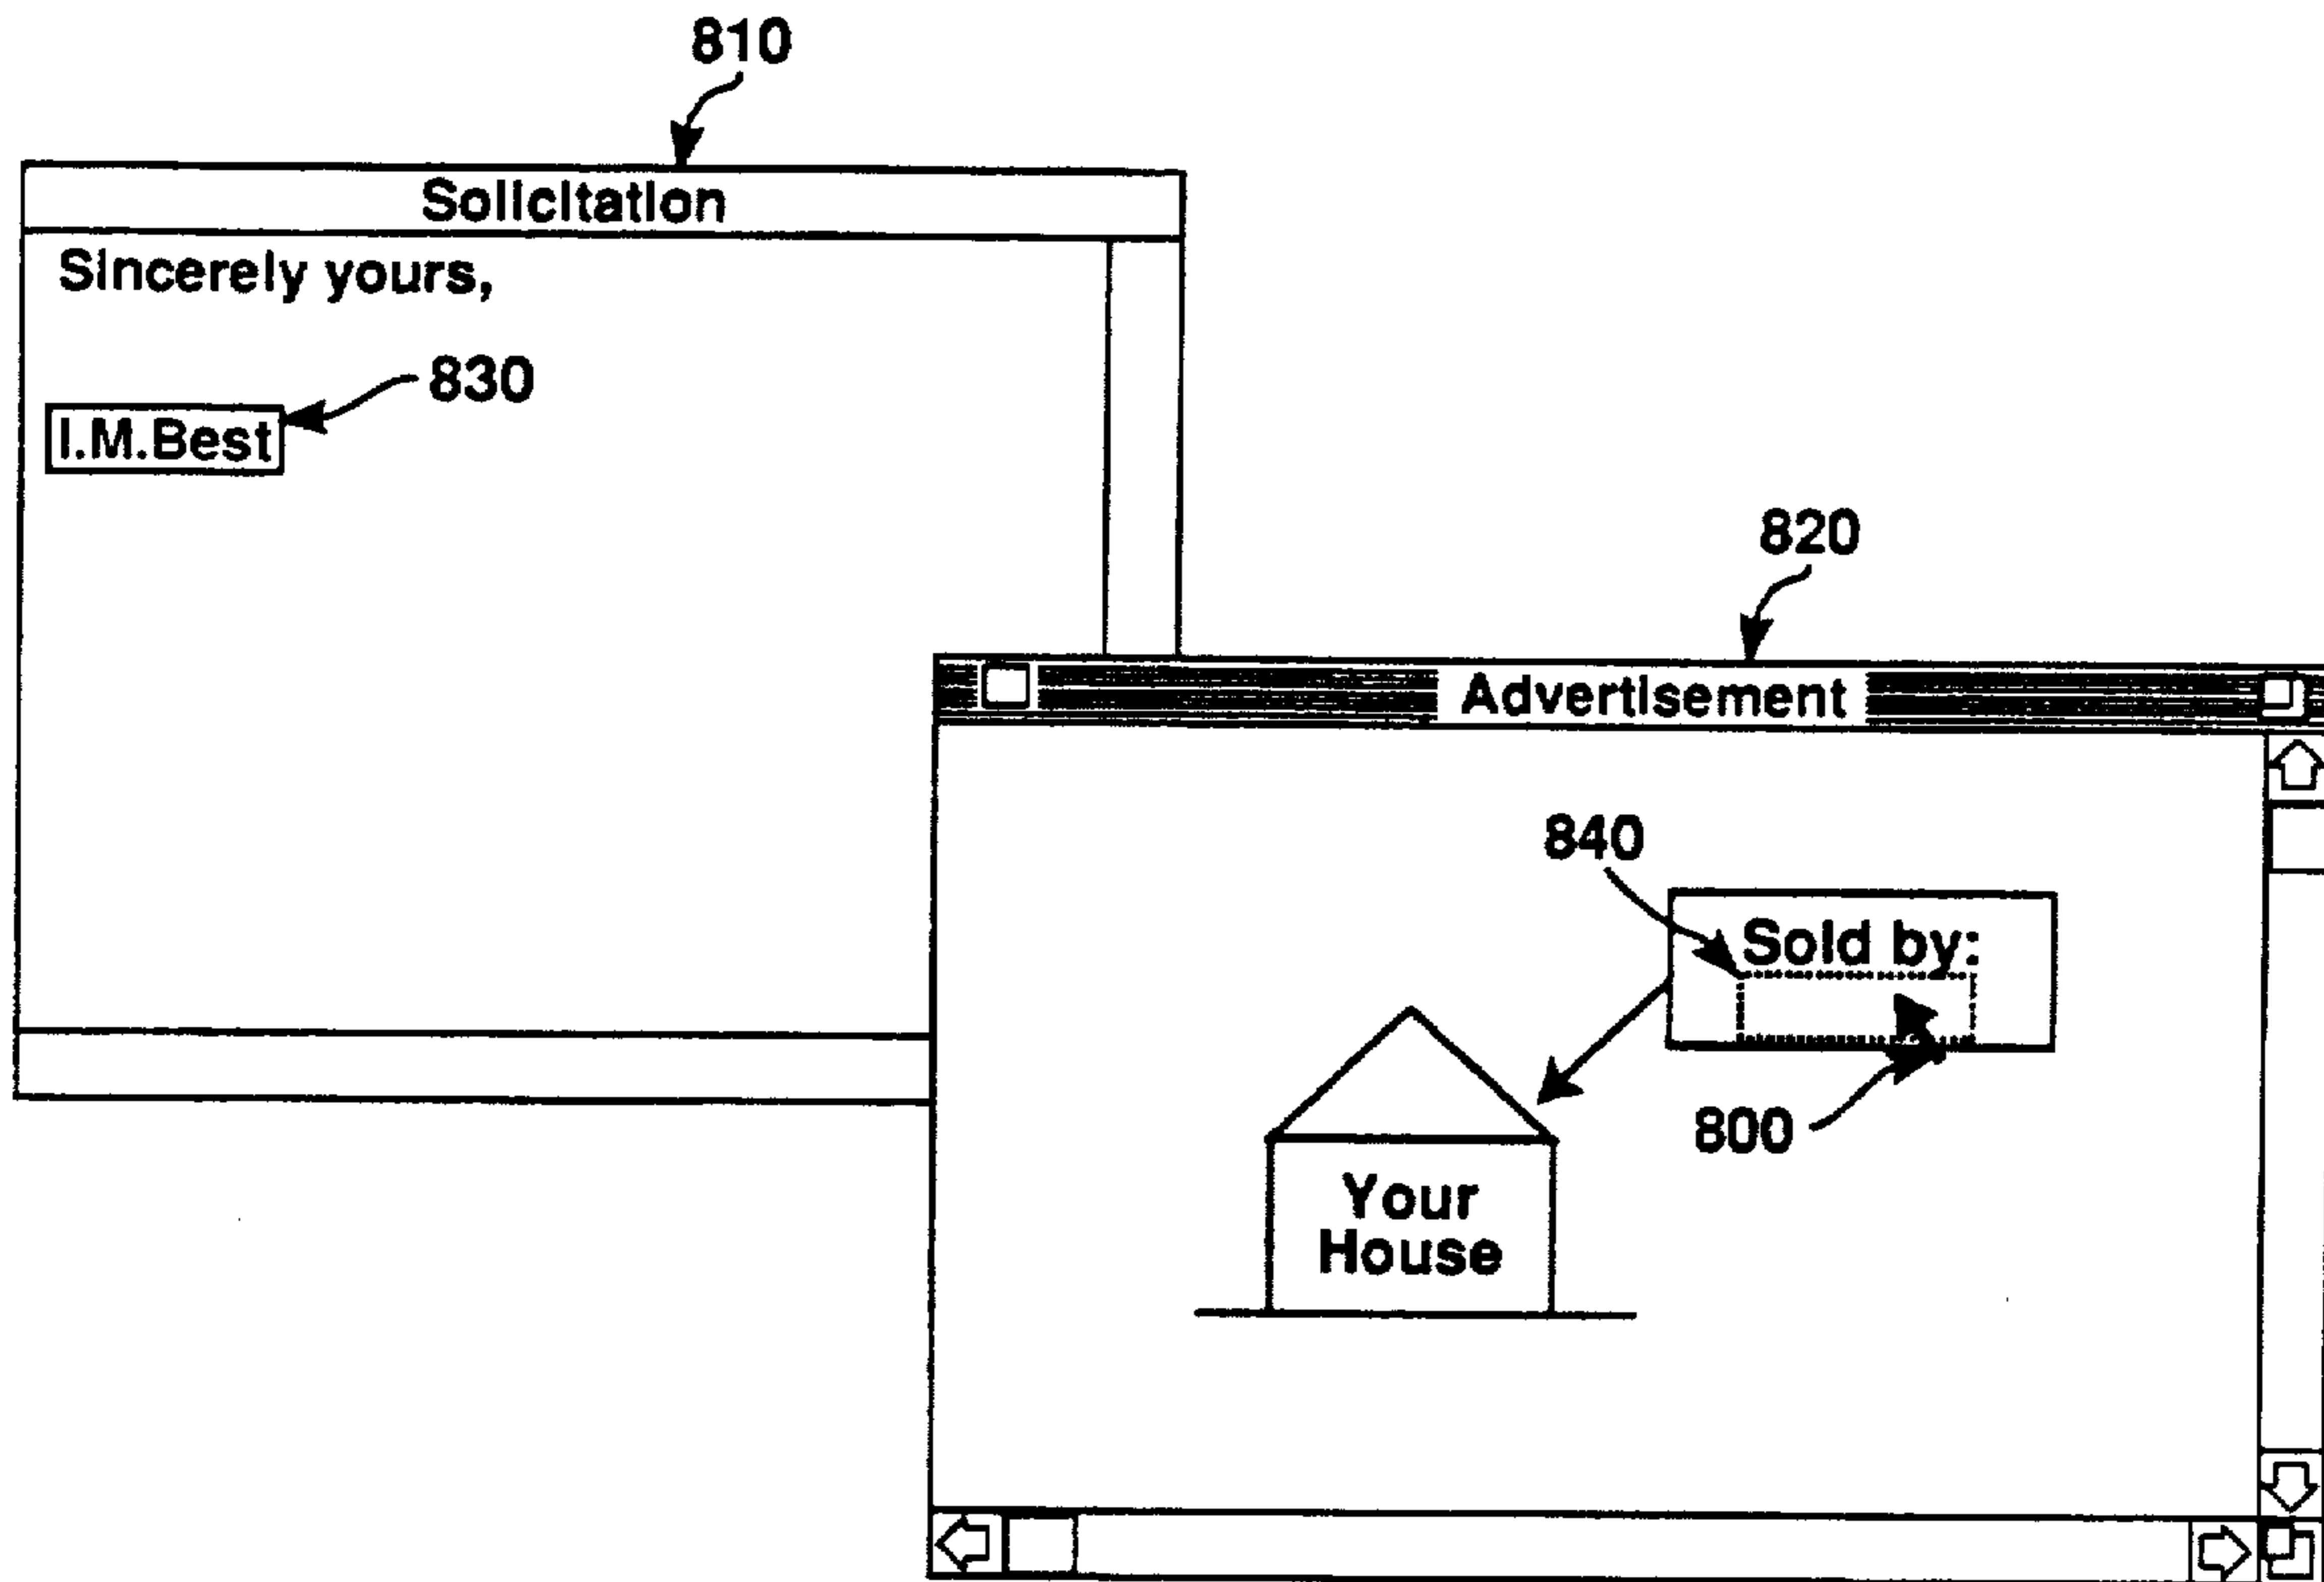 810
Solicitation
Sincerely yours,
830
I.M.Best
820
Advertisement
840
Sold by:
800
Your
House